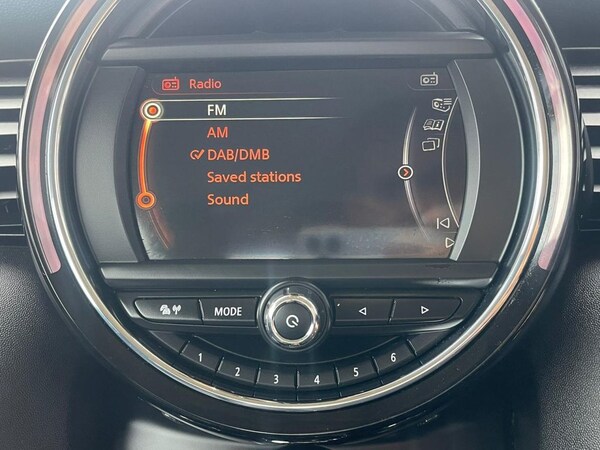 Radio
FM
AM
DAB/DMB
Saved stations
Sound
MODE
1 2 3 4 5 6